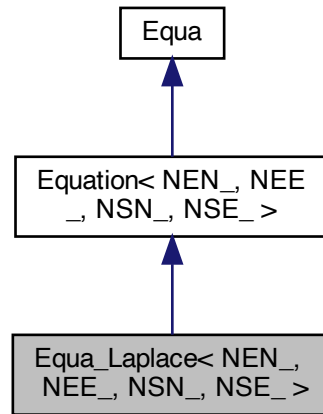 Equa
Equation< NEN_, NEE
_, NSN_, NSE_ >
Equa_Laplace< NEN_,
NEE_, NSN_, NSE_ >